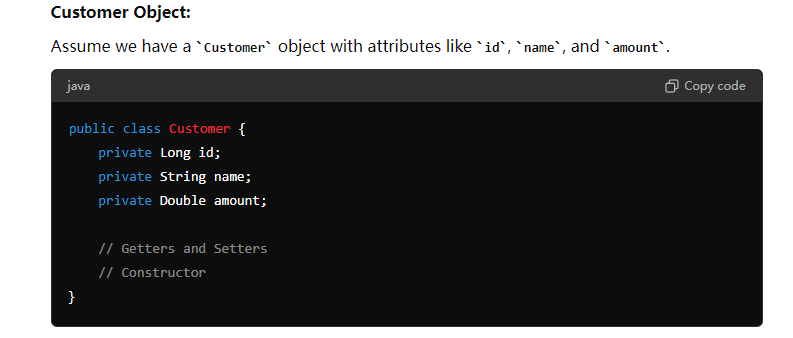 Customer Object:
Assume we have a `Customer` object with attributes like `id`, `name`, and `amount`.
java
Copy code
public class Customer {
    private Long id;
    private String name;
    private Double amount;

    // Getters and Setters
    // Constructor
}